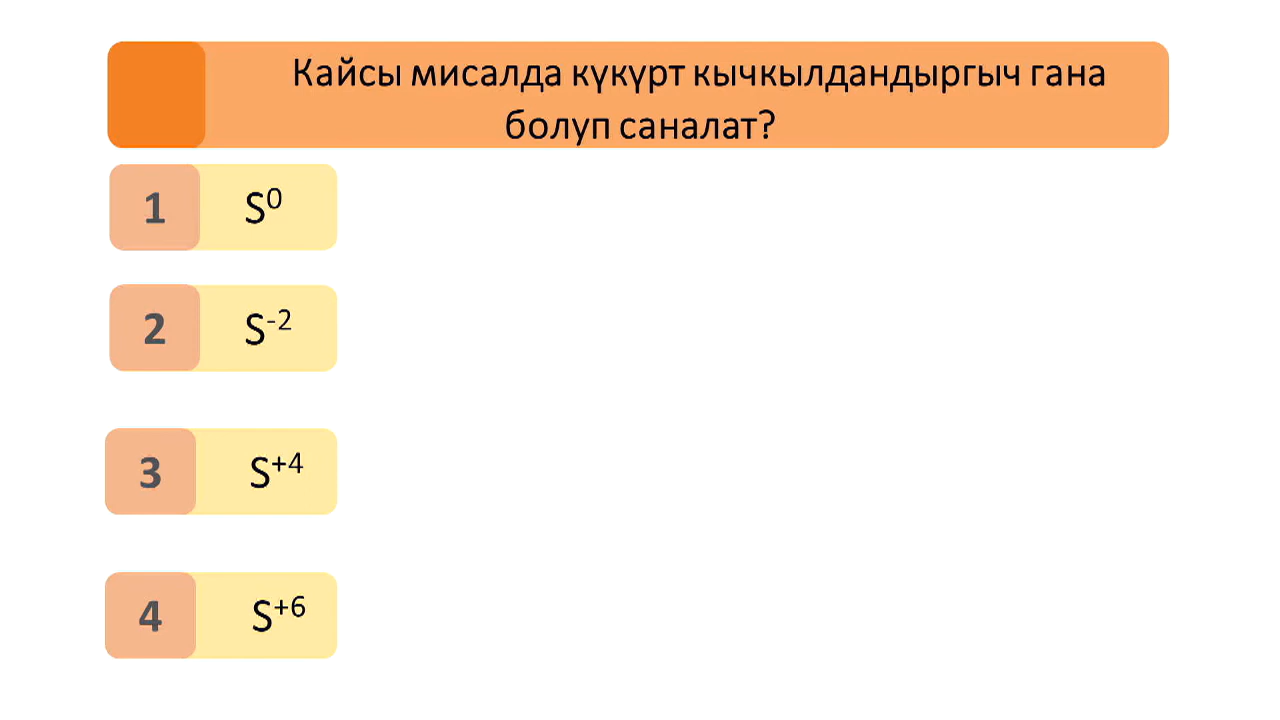 Кайсы мисалда күкүрт кычкылдандыргыч гана
болуп саналат?
1 S⁰
2 S⁻²
3 S⁺⁴
4 S⁺⁶